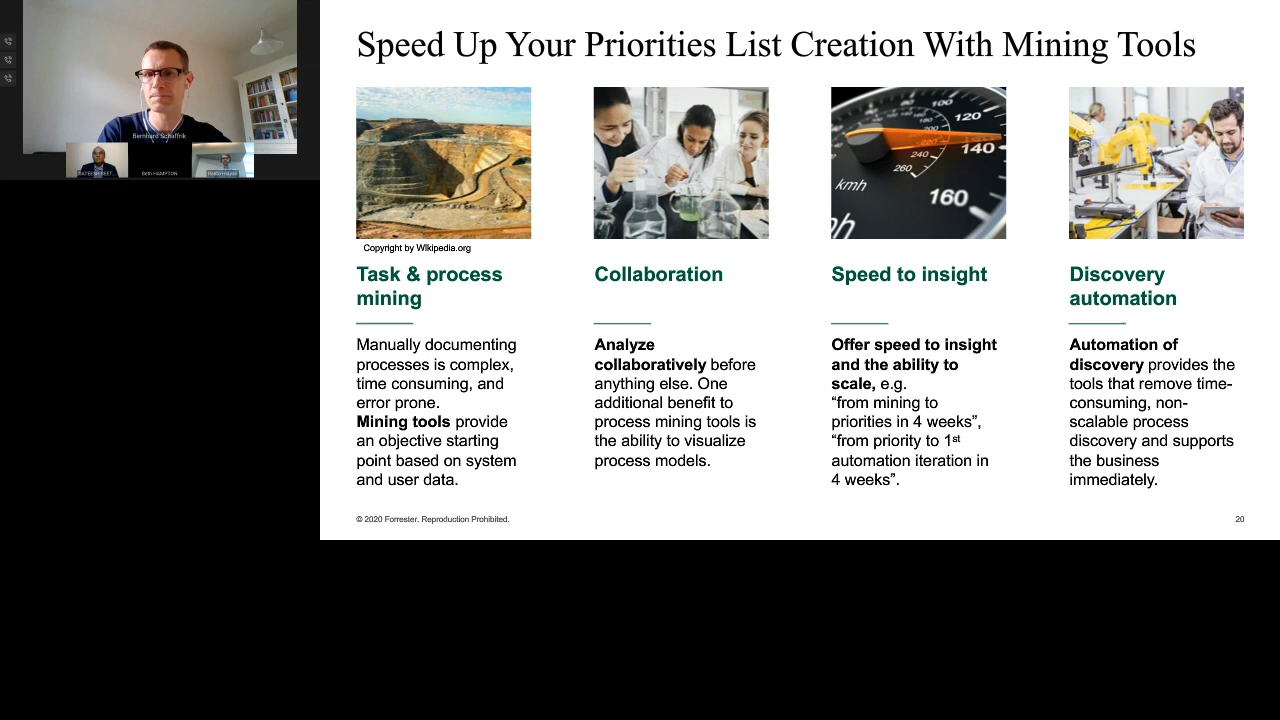 Speed Up Your Priorities List Creation With Mining Tools
Bernhard Schaffrik
Beth HAMPTON
Copyright by WIkipedia.org
80
100
120
140
160
200
220
240
260
kmh
Task & process
mining
Manually documenting
processes is complex,
time consuming, and
error prone.
Mining tools provide
an objective starting
point based on system
and user data.
Collaboration
Analyze
collaboratively before
anything else. One
additional benefit to
process mining tools is
the ability to visualize
process models.
Speed to insight
Offer speed to insight
and the ability to
scale, e.g.
“from mining to
priorities in 4 weeks”,
“from priority to 1st
automation iteration in
4 weeks”.
Discovery
automation
Automation of
discovery provides the
tools that remove time-
consuming, non-
scalable process
discovery and supports
the business
immediately.
© 2020 Forrester. Reproduction Prohibited.
20